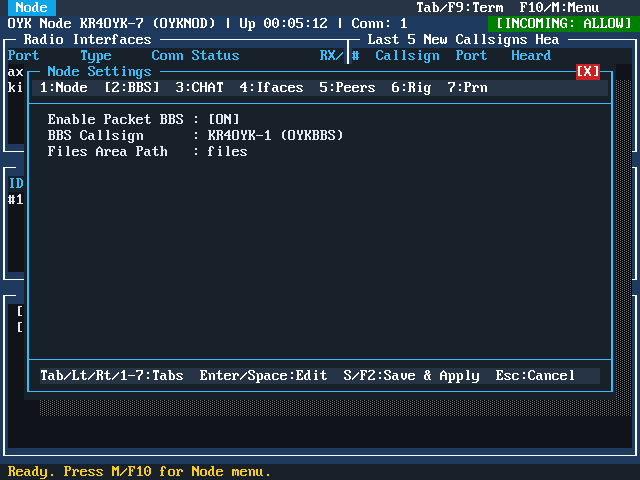 Node Tab/F9:Term F10/M:Menu
OYK Node KR4OYK-7 (OYKNOD) | Up 00:05:12 | Conn: 1 [INCOMING: ALLOW]
Radio Interfaces Last 5 New Callsigns Hea
Port Type Conn Status RX/ # Callsign Port Heard
ax
ki
Node Settings [X]
1:Node [2:BBS] 3:CHAT 4:Ifaces 5:Peers 6:Rig 7:Prn
Enable Packet BBS : [ON]
BBS Callsign : KR4OYK-1 (OYKBBS)
Files Area Path : files
ID
#1
[
[
Tab/Lt/Rt/1-7:Tabs Enter/Space:Edit S/F2:Save & Apply Esc:Cancel
Ready. Press M/F10 for Node menu.